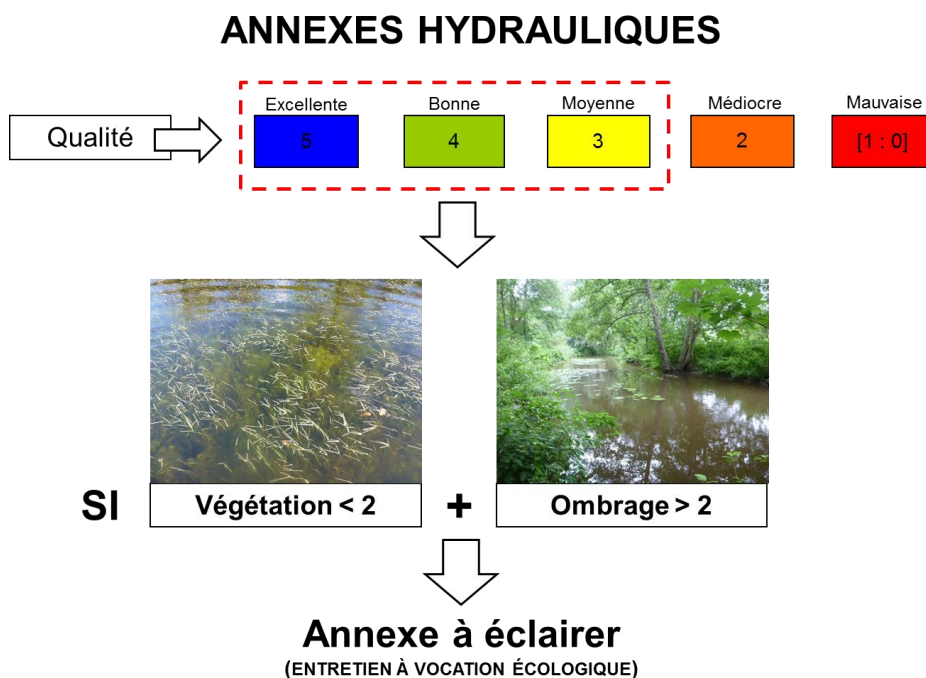 ANNEXES HYDRAULIQUES
Excellente Bonne Moyenne Médiocre Mauvaise
Qualité 5 4 3 2 [1 : 0]
SI Végétation < 2 + Ombrage > 2
Annexe à éclairer
(ENTRETIEN À VOCATION ÉCOLOGIQUE)